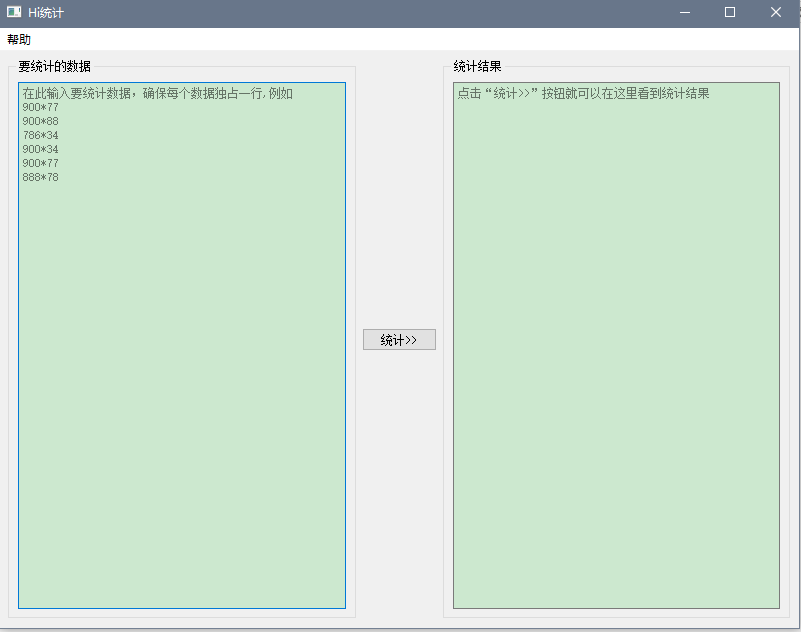 Hi统计
帮助
要统计的数据
在此输入要统计数据，确保每个数据独占一行,例如
900*77
900*88
786*34
900*34
900*77
888*78
统计>>
统计结果
点击“统计>>”按钮就可以在这里看到统计结果